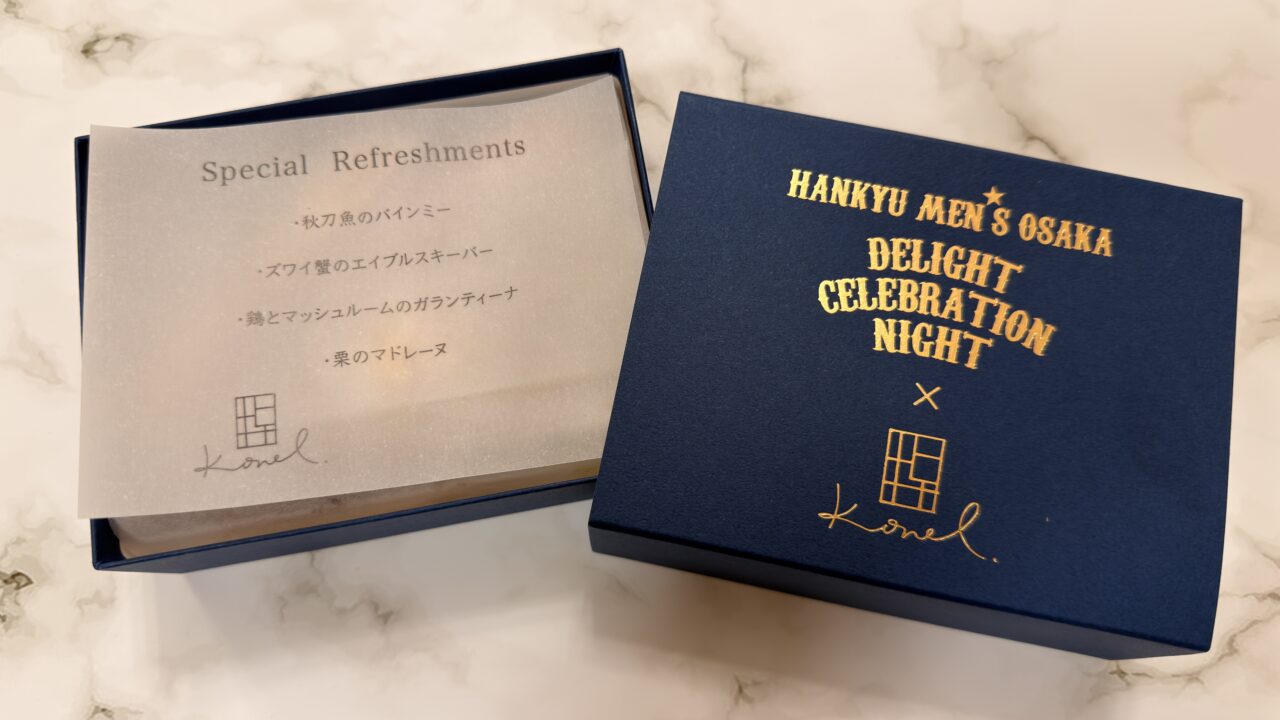 Special Refreshments
・秋刀魚のバインミー
・ズワイ蟹のエイブルスキーバー
・鶏とマッシュルームのガランティーナ
・栗のマドレーヌ
Konel.
HANKYU MEN'S OSAKA
DELIGHT
CELEBRATION
NIGHT
×
Konel.